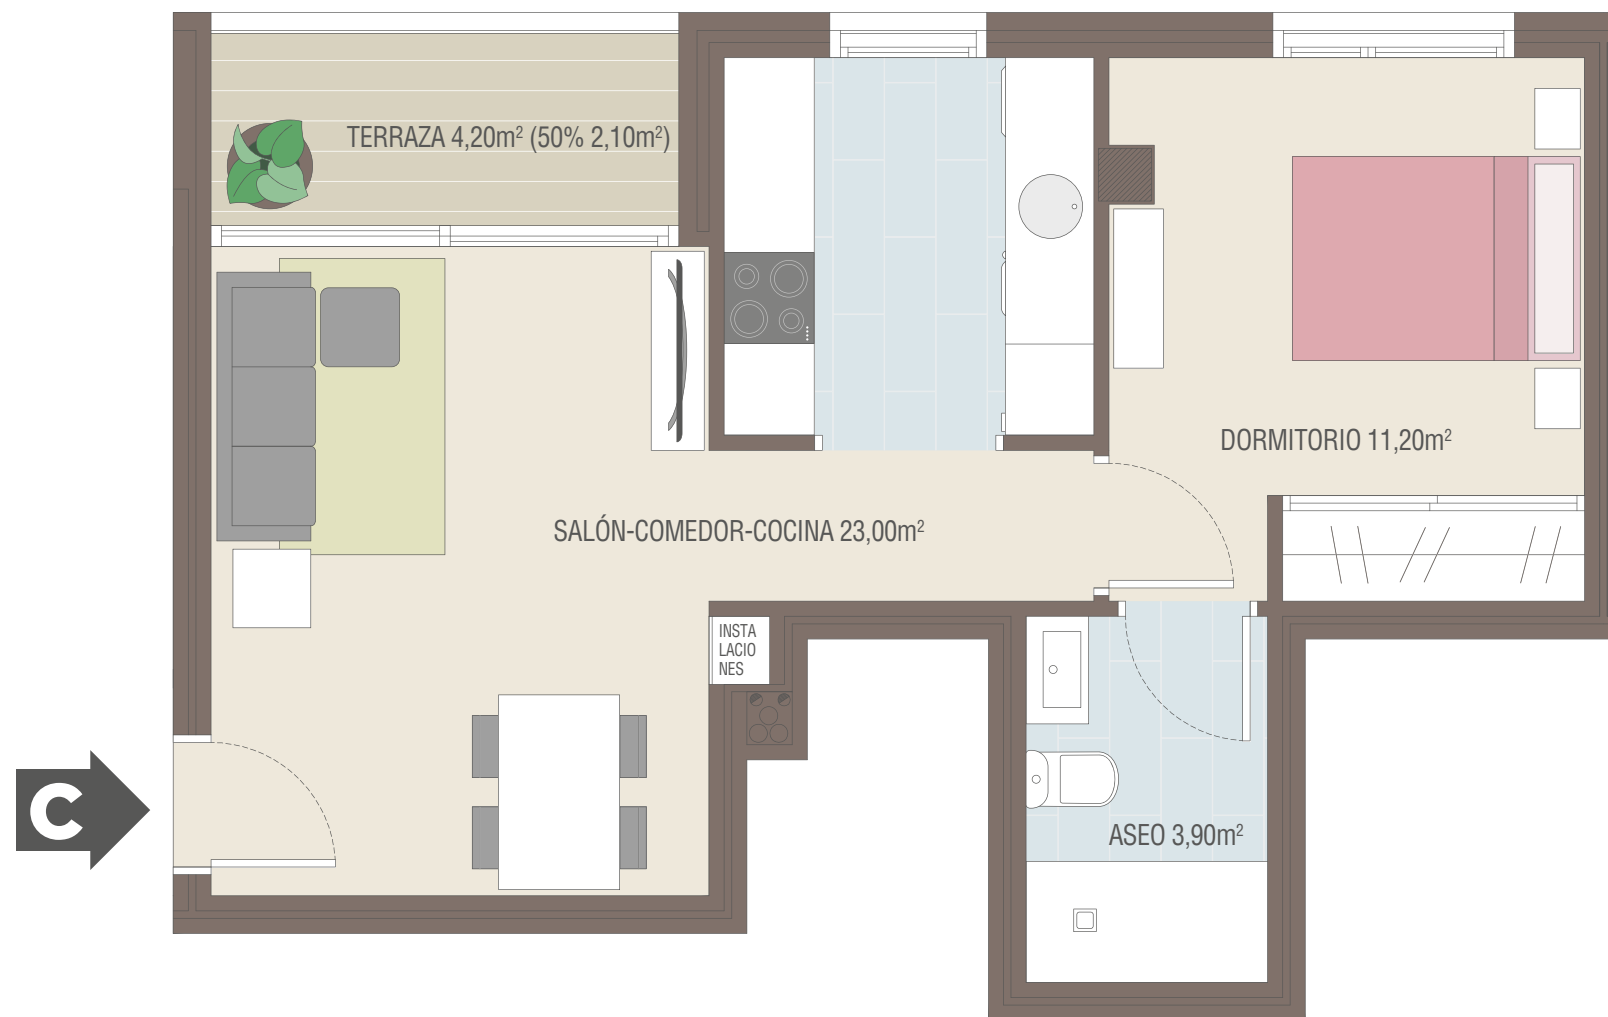 TERRAZA 4,20m² (50% 2,10m²)
DORMITORIO 11,20m²
SALÓN-COMEDOR-COCINA 23,00m²
INSTA
LACIO
NES
C
ASEO 3,90m²